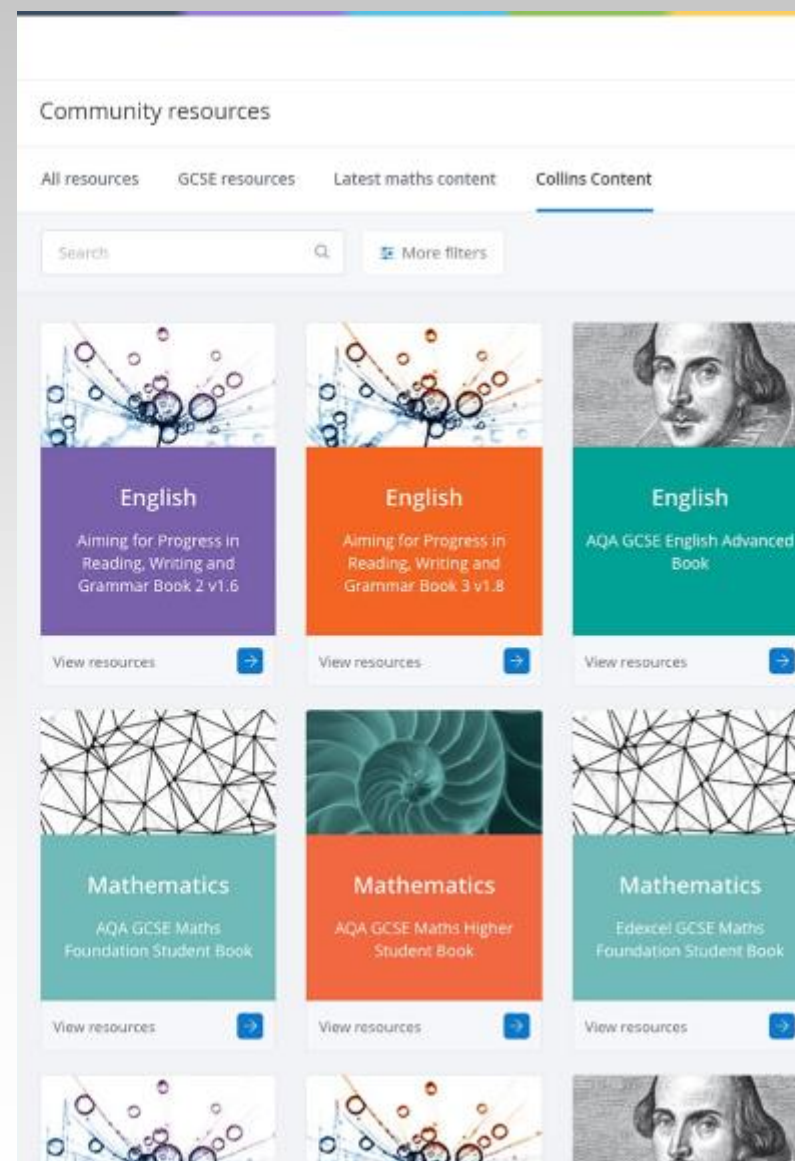 Community resources
All resources GCSE resources Latest maths content Collins Content
Search More filters
English
Aiming for Progress in
Reading, Writing and
Grammar Book 2 v1.6
View resources
English
Aiming for Progress in
Reading, Writing and
Grammar Book 3 v1.8
View resources
English
AQA GCSE English Advanced
Book
View resources
Mathematics
AQA GCSE Maths
Foundation Student Book
View resources
Mathematics
AQA GCSE Maths Higher
Student Book
View resources
Mathematics
Edexcel GCSE Maths
Foundation Student Book
View resources